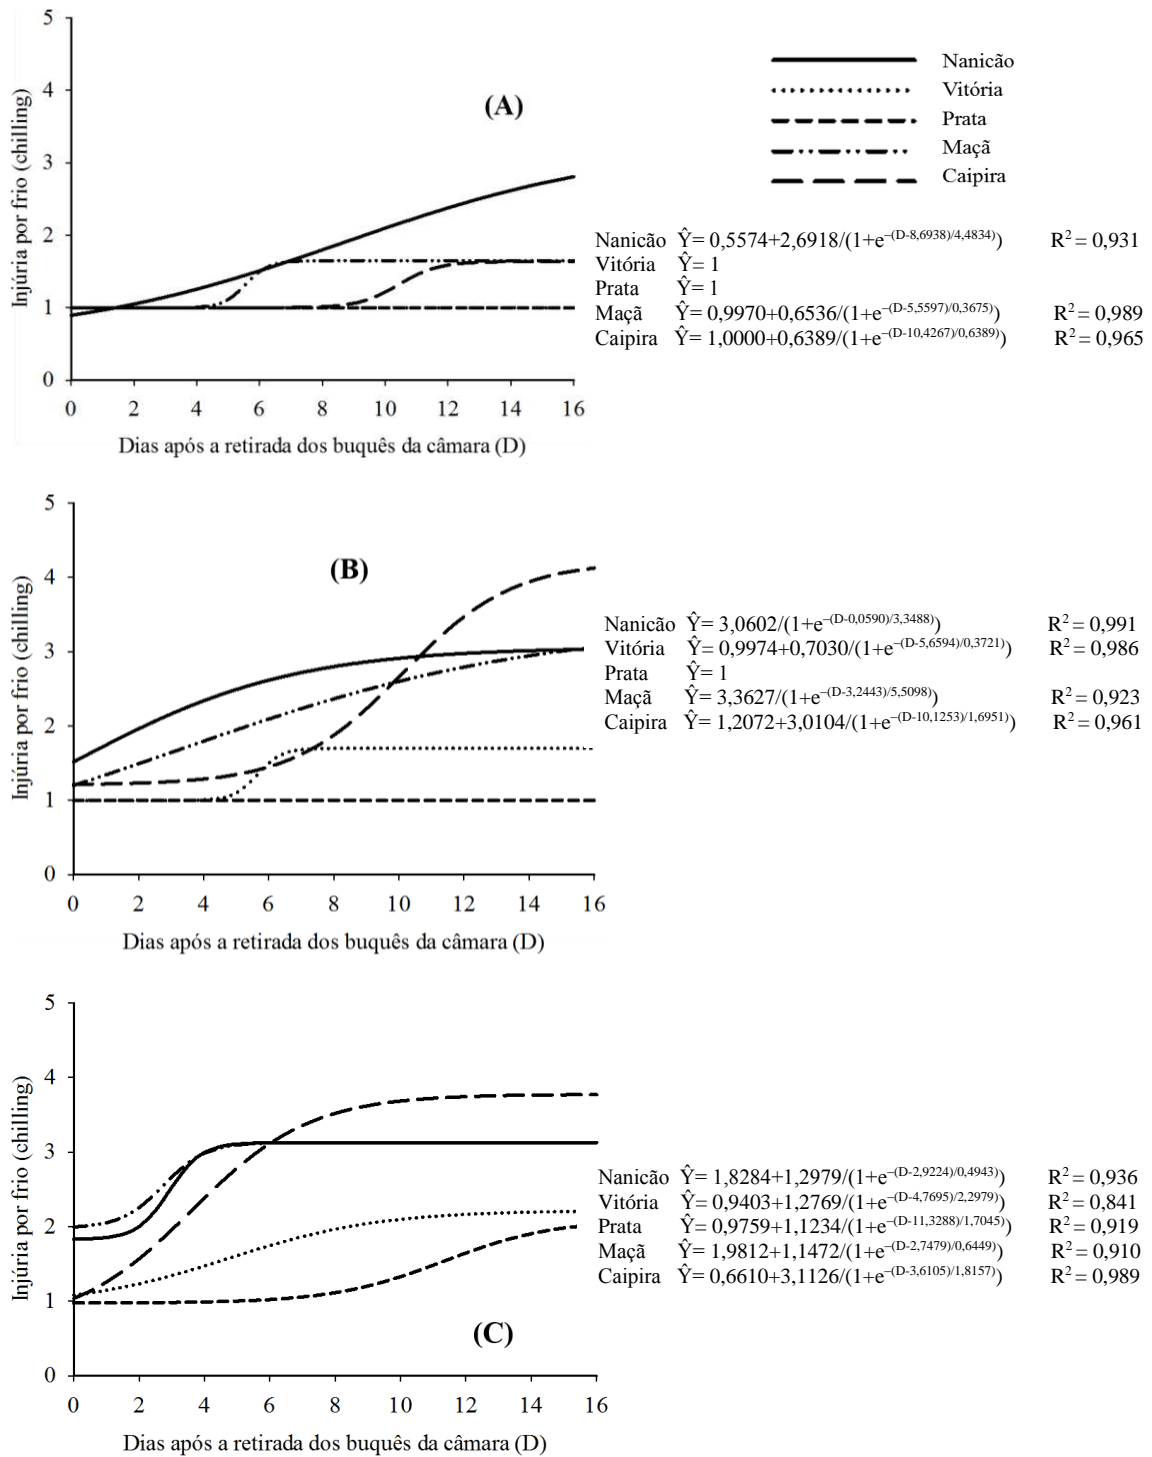 5
4
3
2
1
0
Injúria por frio (chilling)
(A)
Nanicão
Vitória
Prata
Maçã
Caipira
Nanicão Ŷ= 0,5574+2,6918/(1+e^–(D-8,6938)/4,4834)) R² = 0,931
Vitória Ŷ= 1
Prata Ŷ= 1
Maçã Ŷ= 0,9970+0,6536/(1+e^–(D-5,5597)/0,3675)) R² = 0,989
Caipira Ŷ= 1,0000+0,6389/(1+e^–(D-10,4267)/0,6389)) R² = 0,965
0 2 4 6 8 10 12 14 16
Dias após a retirada dos buquês da câmara (D)
5
4
3
2
1
0
Injúria por frio (chilling)
(B)
Nanicão Ŷ= 3,0602/(1+e^–(D-0,0590)/3,3488)) R² = 0,991
Vitória Ŷ= 0,9974+0,7030/(1+e^–(D-5,6594)/0,3721)) R² = 0,986
Prata Ŷ= 1
Maçã Ŷ= 3,3627/(1+e^–(D-3,2443)/5,5098)) R² = 0,923
Caipira Ŷ= 1,2072+3,0104/(1+e^–(D-10,1253)/1,6951)) R² = 0,961
0 2 4 6 8 10 12 14 16
Dias após a retirada dos buquês da câmara (D)
5
4
3
2
1
0
Injúria por frio (chilling)
Nanicão Ŷ= 1,8284+1,2979/(1+e^–(D-2,9224)/0,4943)) R² = 0,936
Vitória Ŷ= 0,9403+1,2769/(1+e^–(D-4,7695)/2,2979)) R² = 0,841
Prata Ŷ= 0,9759+1,1234/(1+e^–(D-11,3288)/1,7045)) R² = 0,919
Maçã Ŷ= 1,9812+1,1472/(1+e^–(D-2,7479)/0,6449)) R² = 0,910
Caipira Ŷ= 0,6610+3,1126/(1+e^–(D-3,6105)/1,8157)) R² = 0,989
(C)
0 2 4 6 8 10 12 14 16
Dias após a retirada dos buquês da câmara (D)